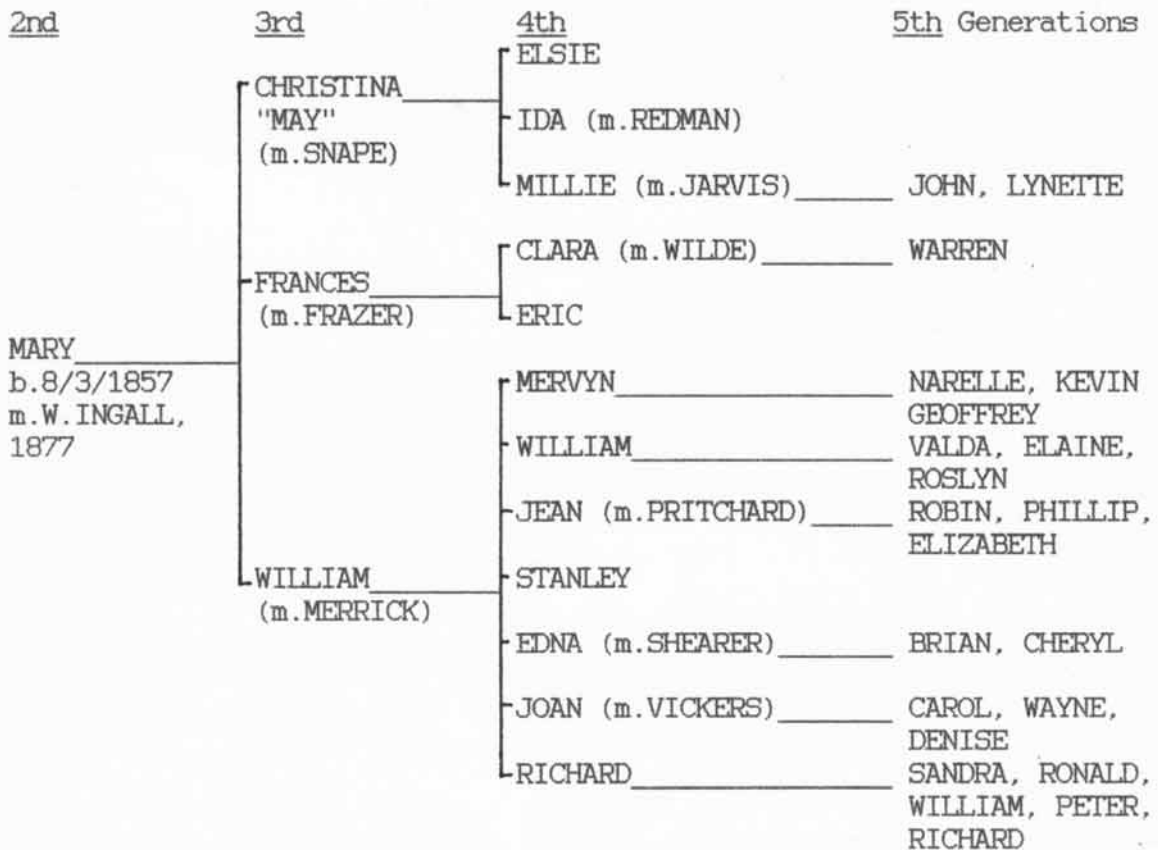 2nd 3rd 4th 5th Generations
ELSIE
CHRISTINA
"MAY"
(m.SNAPE)
IDA (m.REDMAN)
MILLIE (m.JARVIS) JOHN, LYNETTE
CLARA (m.WILDE) WARREN
FRANCES
(m.FRAZER)
ERIC
MARY
b.8/3/1857
m.W.INGALL,
1877
MERVYN NARELLE, KEVIN
GEOFFREY
WILLIAM VALDA, ELAINE,
ROSLYN
JEAN (m.PRITCHARD) ROBIN, PHILLIP,
ELIZABETH
WILLIAM
(m.MERRICK)
STANLEY
EDNA (m.SHEARER) BRIAN, CHERYL
JOAN (m.VICKERS) CAROL, WAYNE,
DENISE
RICHARD SANDRA, RONALD,
WILLIAM, PETER,
RICHARD